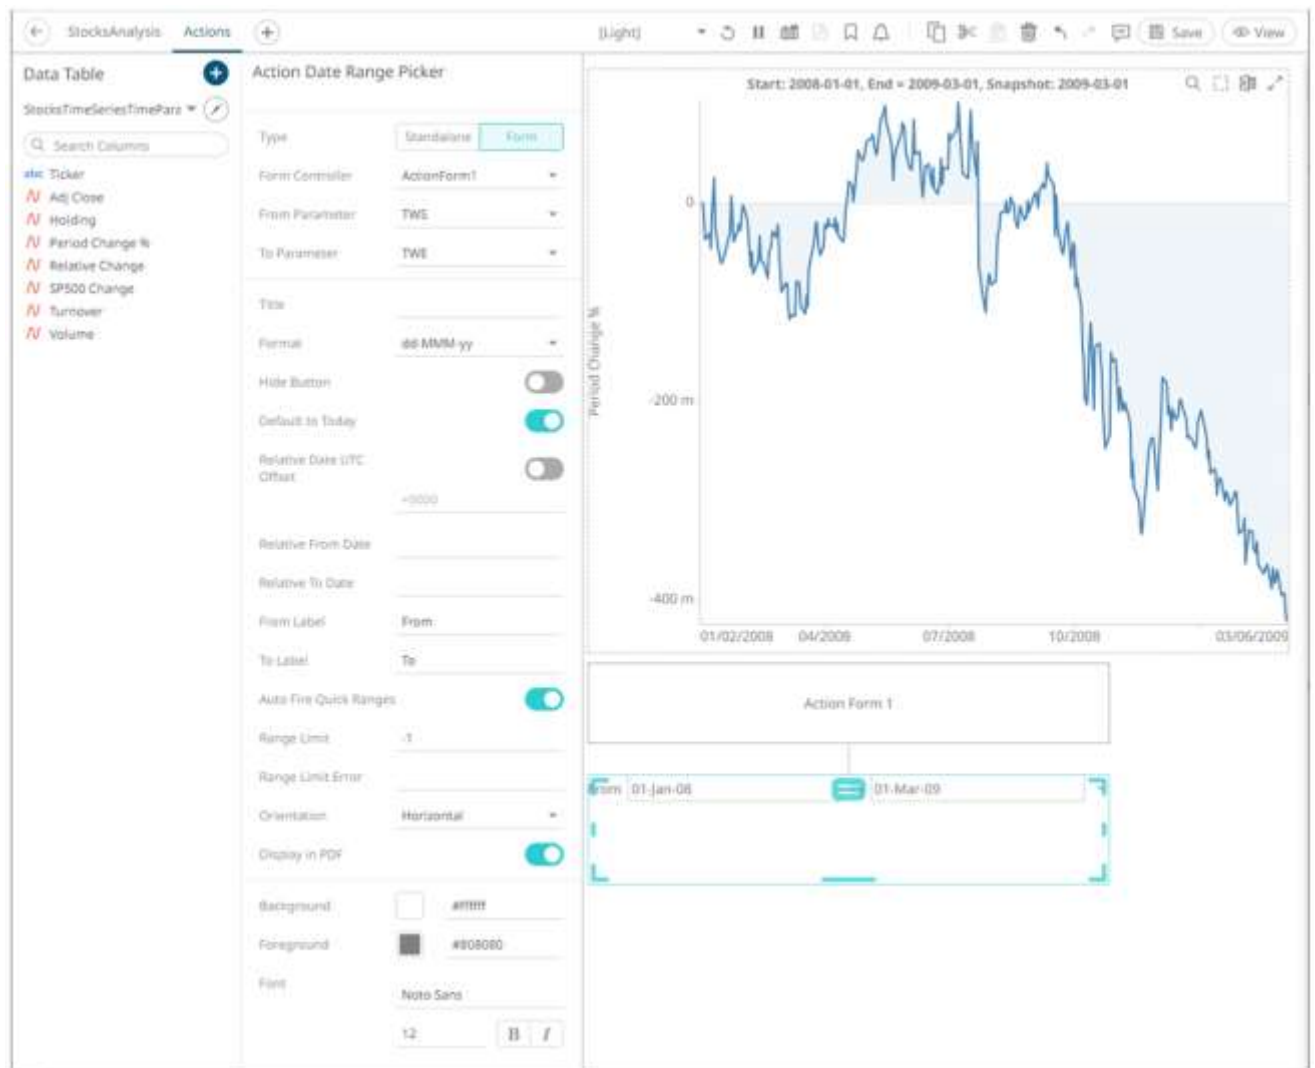 StocksAnalysis Actions
[Light]
Save View
Data Table
StocksTimeSeriesTimePara
Search Columns
abc Ticker
Adj Close
Holding
Period Change %
Relative Change
SP500 Change
Turnover
Volume
Action Date Range Picker
Type Standalone Form
Form Controller ActionForm1
From Parameter TWS
To Parameter TWE
Title
Format dd-MMM-yy
Hide Button
Default to Today
Relative Date UTC
Offset
+0000
Relative From Date
Relative To Date
From Label From
To Label To
Auto Fire Quick Ranges
Range Limit -1
Range Limit Error
Orientation Horizontal
Display in PDF
Background #ffffff
Foreground #808080
Font
Noto Sans
12 B I
Start: 2008-01-01, End = 2009-03-01, Snapshot: 2009-03-01
Period Change %
0
-200 m
-400 m
01/02/2008 04/2008 07/2008 10/2008 03/06/2009
Action Form 1
From 01-Jan-08 01-Mar-09